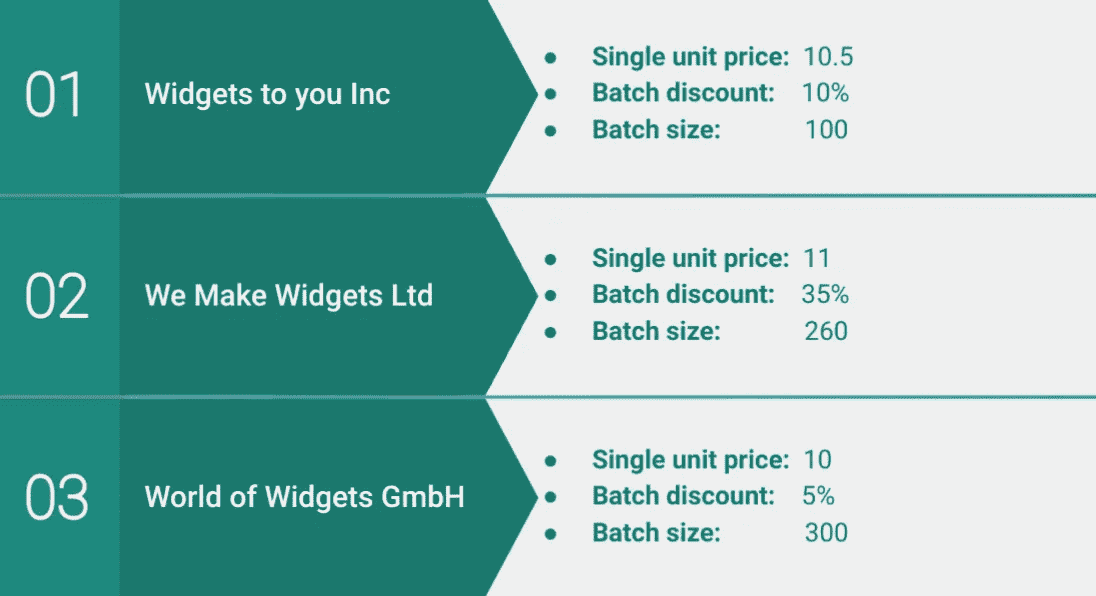 01
Widgets to you Inc
Single unit price: 10.5
Batch discount: 10%
Batch size: 100
02
We Make Widgets Ltd
Single unit price: 11
Batch discount: 35%
Batch size: 260
03
World of Widgets GmbH
Single unit price: 10
Batch discount: 5%
Batch size: 300